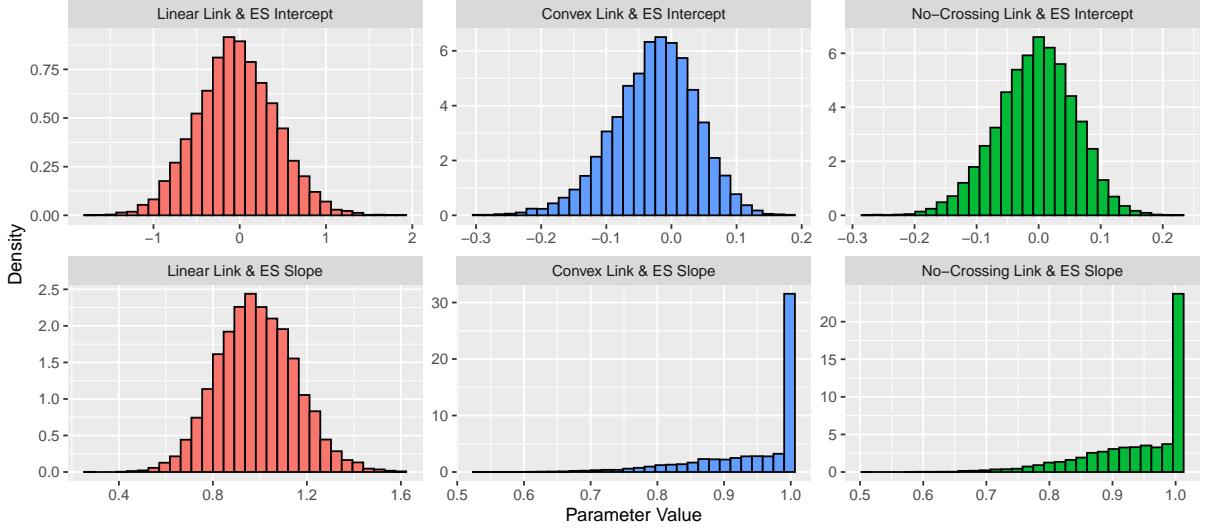 Linear Link & ES Intercept
Convex Link & ES Intercept
No−Crossing Link & ES Intercept
0.75
0.50
0.25
0.00
6
4
2
0
6
4
2
0
−1 0 1 2
−0.3 −0.2 −0.1 0.0 0.1 0.2
−0.3 −0.2 −0.1 0.0 0.1 0.2
Density
Linear Link & ES Slope
Convex Link & ES Slope
No−Crossing Link & ES Slope
2.5
2.0
1.5
1.0
0.5
0.0
30
20
10
0
20
15
10
5
0
0.4 0.8 1.2 1.6
0.5 0.6 0.7 0.8 0.9 1.0
0.5 0.6 0.7 0.8 0.9 1.0
Parameter Value